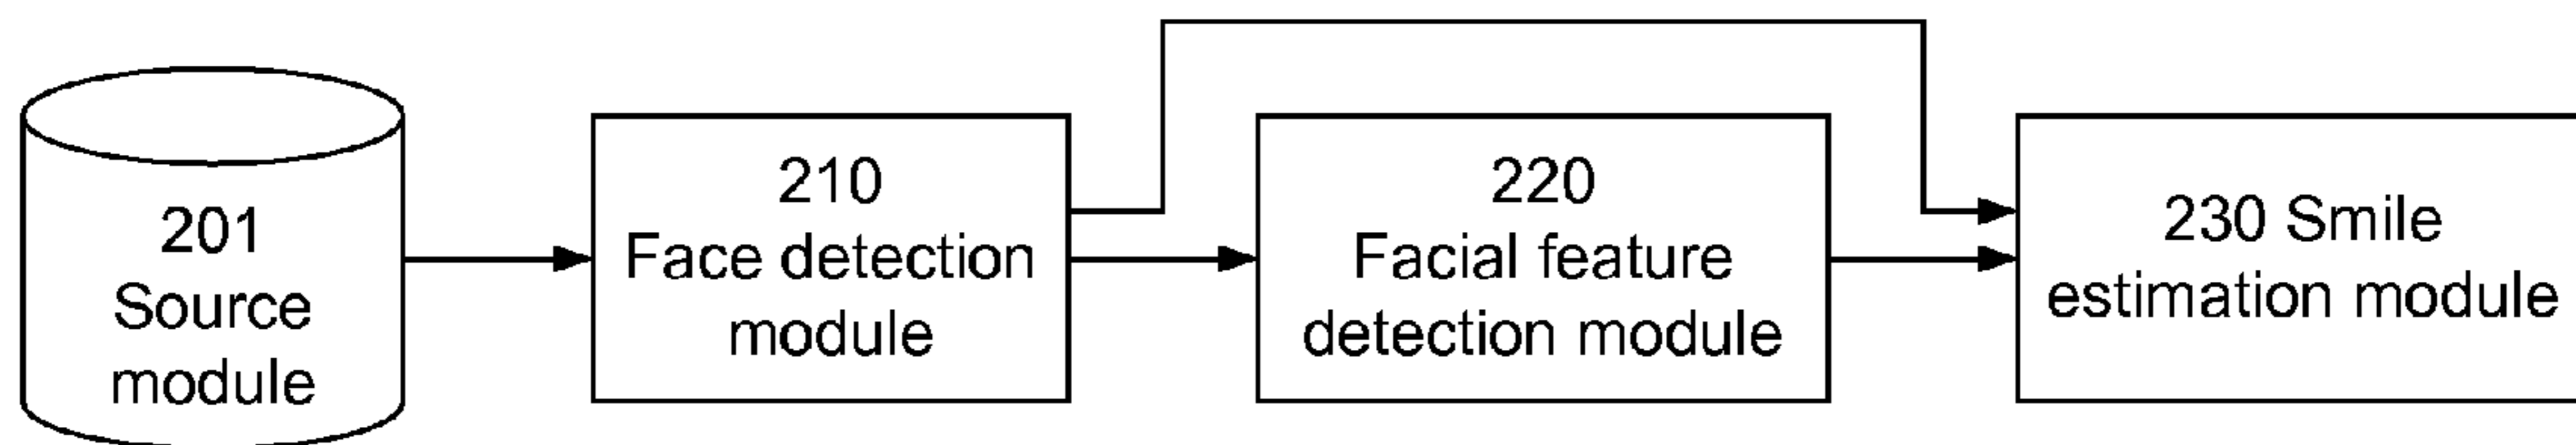 201
Source
module
210
Face detection
module
220
Facial feature
detection module
230 Smile
estimation module